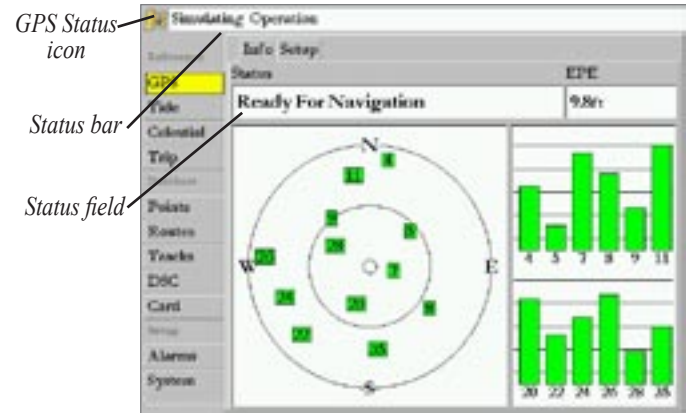 GPS Status
icon
Status bar
Status field
Simulating Operation
GPS
Tide
Celestial
Trip
Points
Routes
Tracks
DSC
Card
Alarms
System
Info Setup
Status
EPE
Ready For Navigation
9.8ft
N
4
11
9
5
28
20
W
E
7
24
20
8
22
S
4 5 7 8 9 11
20 22 24 26 28 35